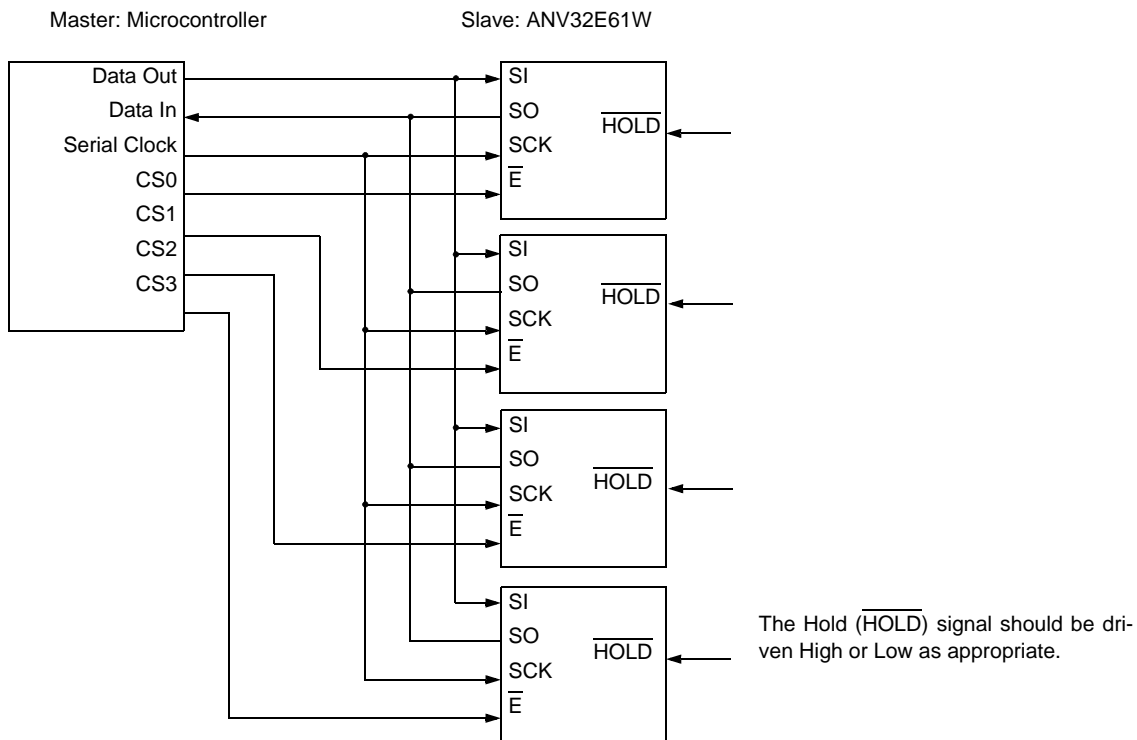 Master: Microcontroller
Slave: ANV32E61W
Data Out
Data In
Serial Clock
CS0
CS1
CS2
CS3
SI
SO
SCK
E
HOLD
SI
SO
SCK
E
HOLD
SI
SO
SCK
E
HOLD
SI
SO
SCK
E
HOLD
The Hold (HOLD) signal should be dri-
ven High or Low as appropriate.